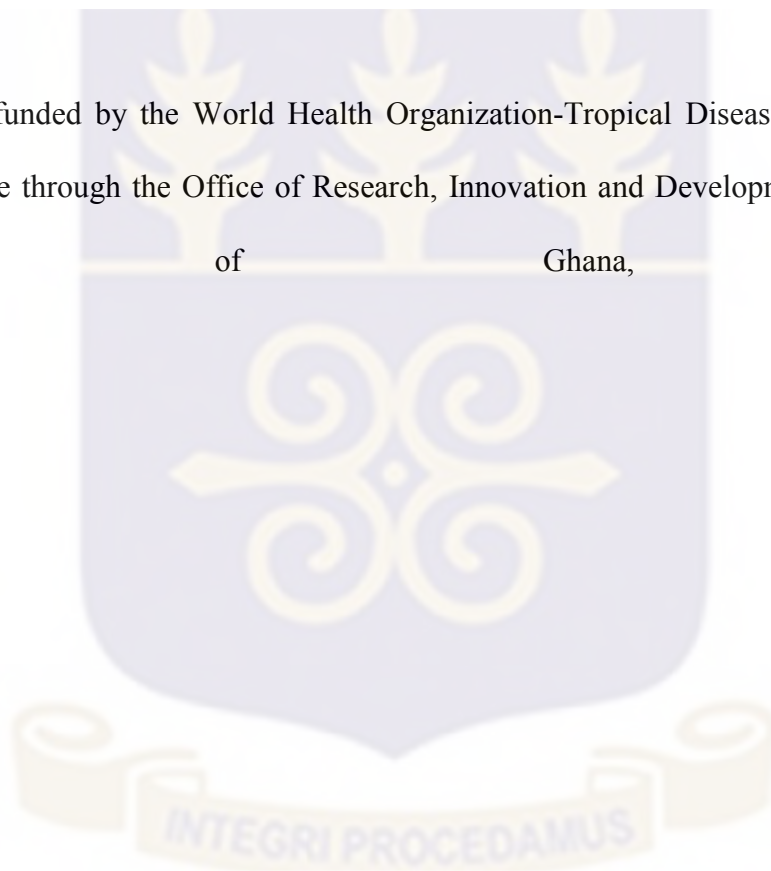 funded by the World Health Organization-Tropical Diseas
e through the Office of Research, Innovation and Develop
of Ghana,
INTEGRI PROCEDAMUS